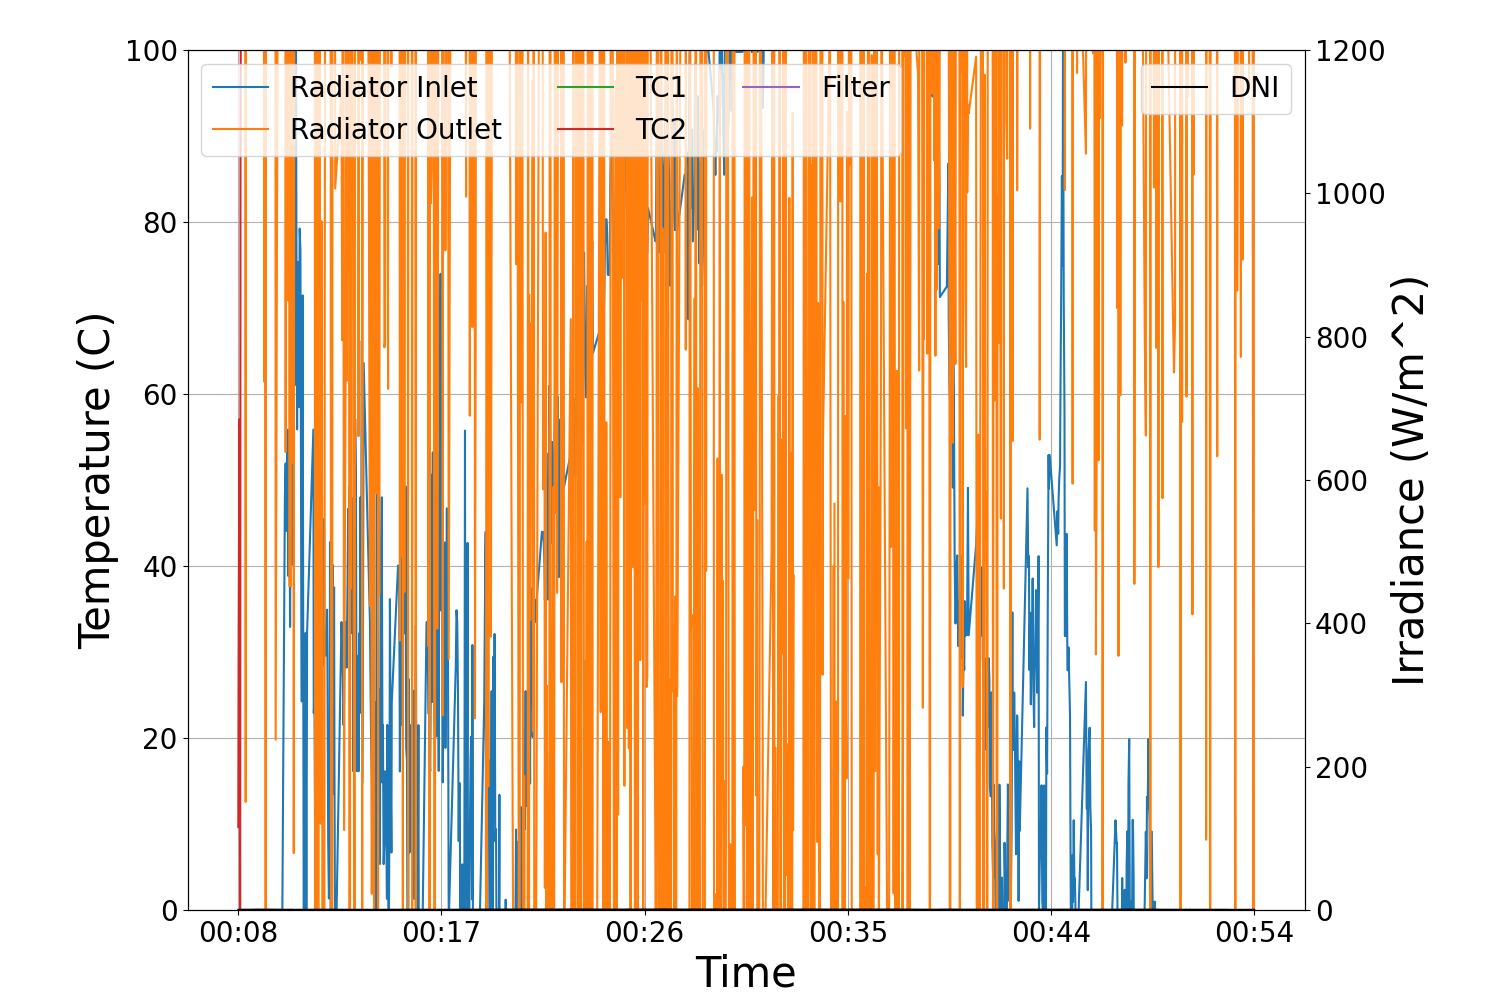 Radiator Inlet
Radiator Outlet
TC1
TC2
Filter
DNI
100
80
60
40
20
0
Temperature (C)
1200
1000
800
600
400
200
0
Irradiance (W/m^2)
00:08 00:17 00:26 00:35 00:44 00:54
Time